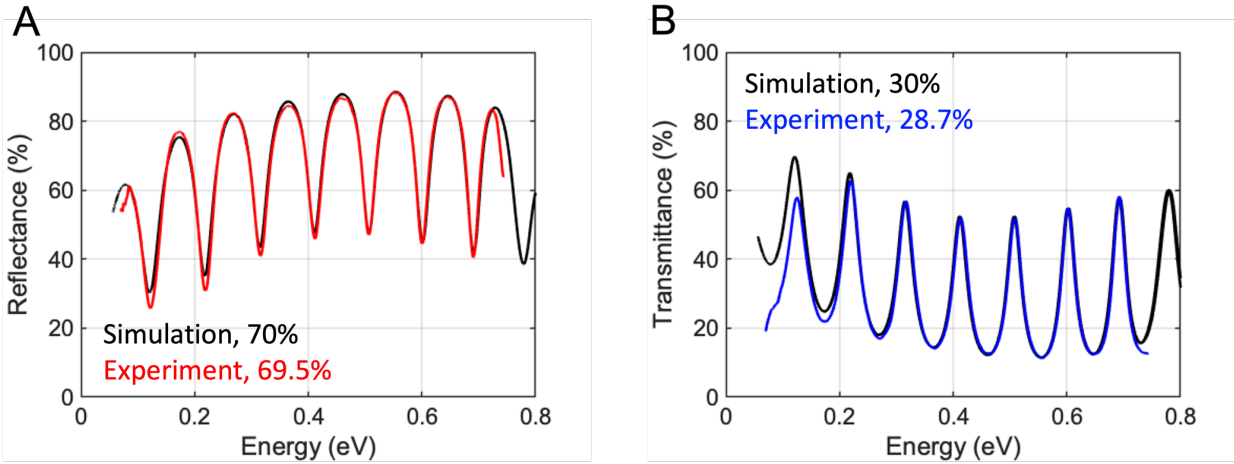 A
100
80
60
40
20
0
Reflectance (%)
Simulation, 70%
Experiment, 69.5%
0 0.2 0.4 0.6 0.8
Energy (eV)
B
100
80
60
40
20
0
Transmittance (%)
Simulation, 30%
Experiment, 28.7%
0 0.2 0.4 0.6 0.8
Energy (eV)